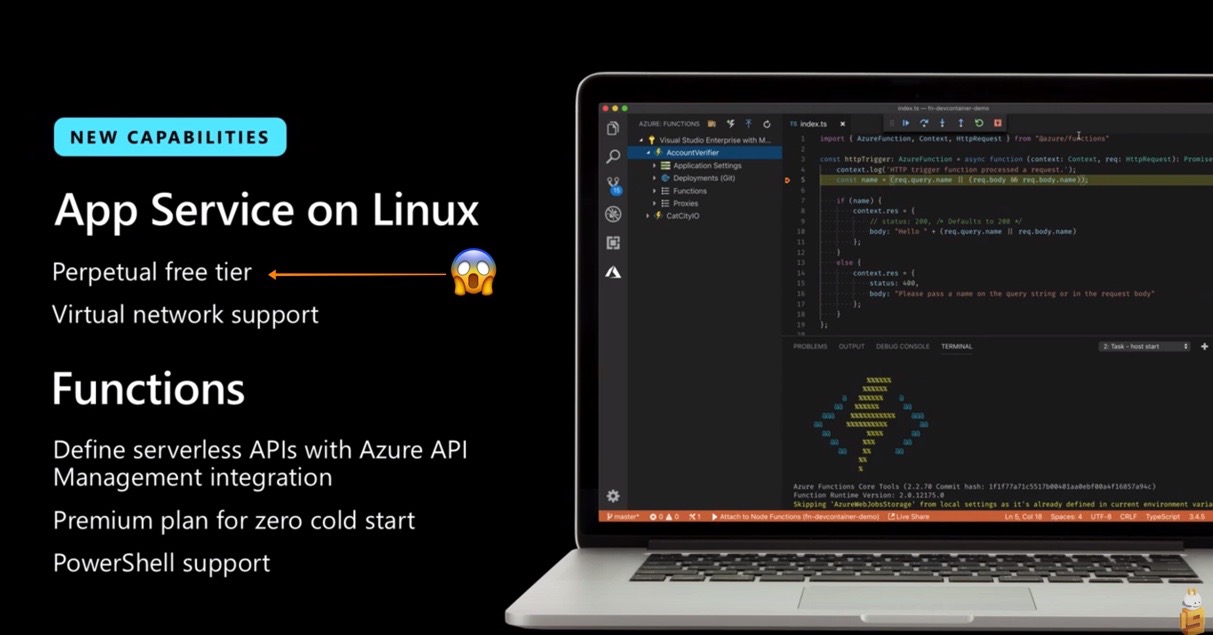 NEW CAPABILITIES
App Service on Linux
Perpetual free tier
Virtual network support
Functions
Define serverless APIs with Azure API
Management integration
Premium plan for zero cold start
PowerShell support
index.ts — fn-devcontainer-demo
AZURE: FUNCTIONS
Visual Studio Enterprise with M...
AccountVerifier
Application Settings
Deployments (Git)
Functions
Proxies
CatCityIO
15
TS index.ts
1 import { AzureFunction, Context, HttpRequest } from "@azure/functions"
2
3 const httpTrigger: AzureFunction = async function (context: Context, req: HttpRequest): Promise
4 context.log('HTTP trigger function processed a request.');
5 const name = (req.query.name || (req.body && req.body.name));
6
7 if (name) {
8 context.res = {
9 // status: 200, /* Defaults to 200 */
10 body: "Hello " + (req.query.name || req.body.name)
11 };
12 }
13 else {
14 context.res = {
15 status: 400,
16 body: "Please pass a name on the query string or in the request body"
17 };
18 }
19 };
PROBLEMS OUTPUT DEBUG CONSOLE TERMINAL
2: Task - host start
Azure Functions Core Tools (2.2.70 Commit hash: 1f1f77a71c5517b00401aa0ebf00a4f16857a94c)
Function Runtime Version: 2.0.12175.0
Skipping 'AzureWebJobsStorage' from local settings as it's already defined in current environment varia
master* 0 0 1 Attach to Node Functions (fn-devcontainer-demo) Live Share Ln 5, Col 18 Spaces: 4 UTF-8 CRLF TypeScript 3.4.5